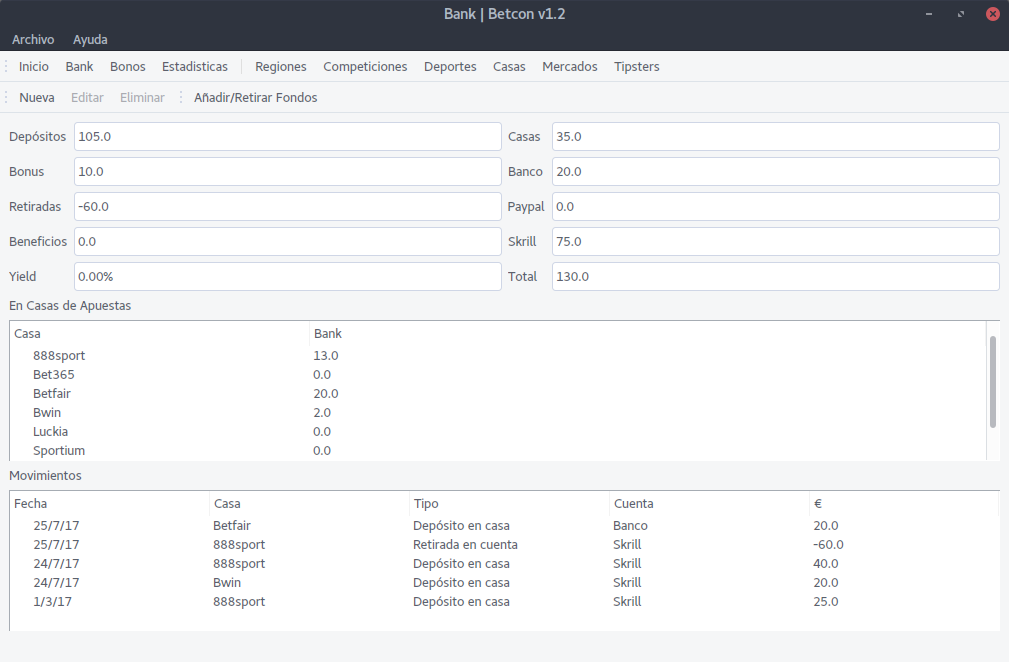 Bank | Betcon v1.2
Archivo Ayuda
Inicio Bank Bonos Estadisticas Regiones Competiciones Deportes Casas Mercados Tipsters
Nueva Editar Eliminar Añadir/Retirar Fondos
Depósitos 105.0 Casas 35.0
Bonus 10.0 Banco 20.0
Retiradas -60.0 Paypal 0.0
Beneficios 0.0 Skrill 75.0
Yield 0.00% Total 130.0
En Casas de Apuestas
Casa Bank
888sport 13.0
Bet365 0.0
Betfair 20.0
Bwin 2.0
Luckia 0.0
Sportium 0.0
Movimientos
Fecha Casa Tipo Cuenta €
25/7/17 Betfair Depósito en casa Banco 20.0
25/7/17 888sport Retirada en cuenta Skrill -60.0
24/7/17 888sport Depósito en casa Skrill 40.0
24/7/17 Bwin Depósito en casa Skrill 20.0
1/3/17 888sport Depósito en casa Skrill 25.0